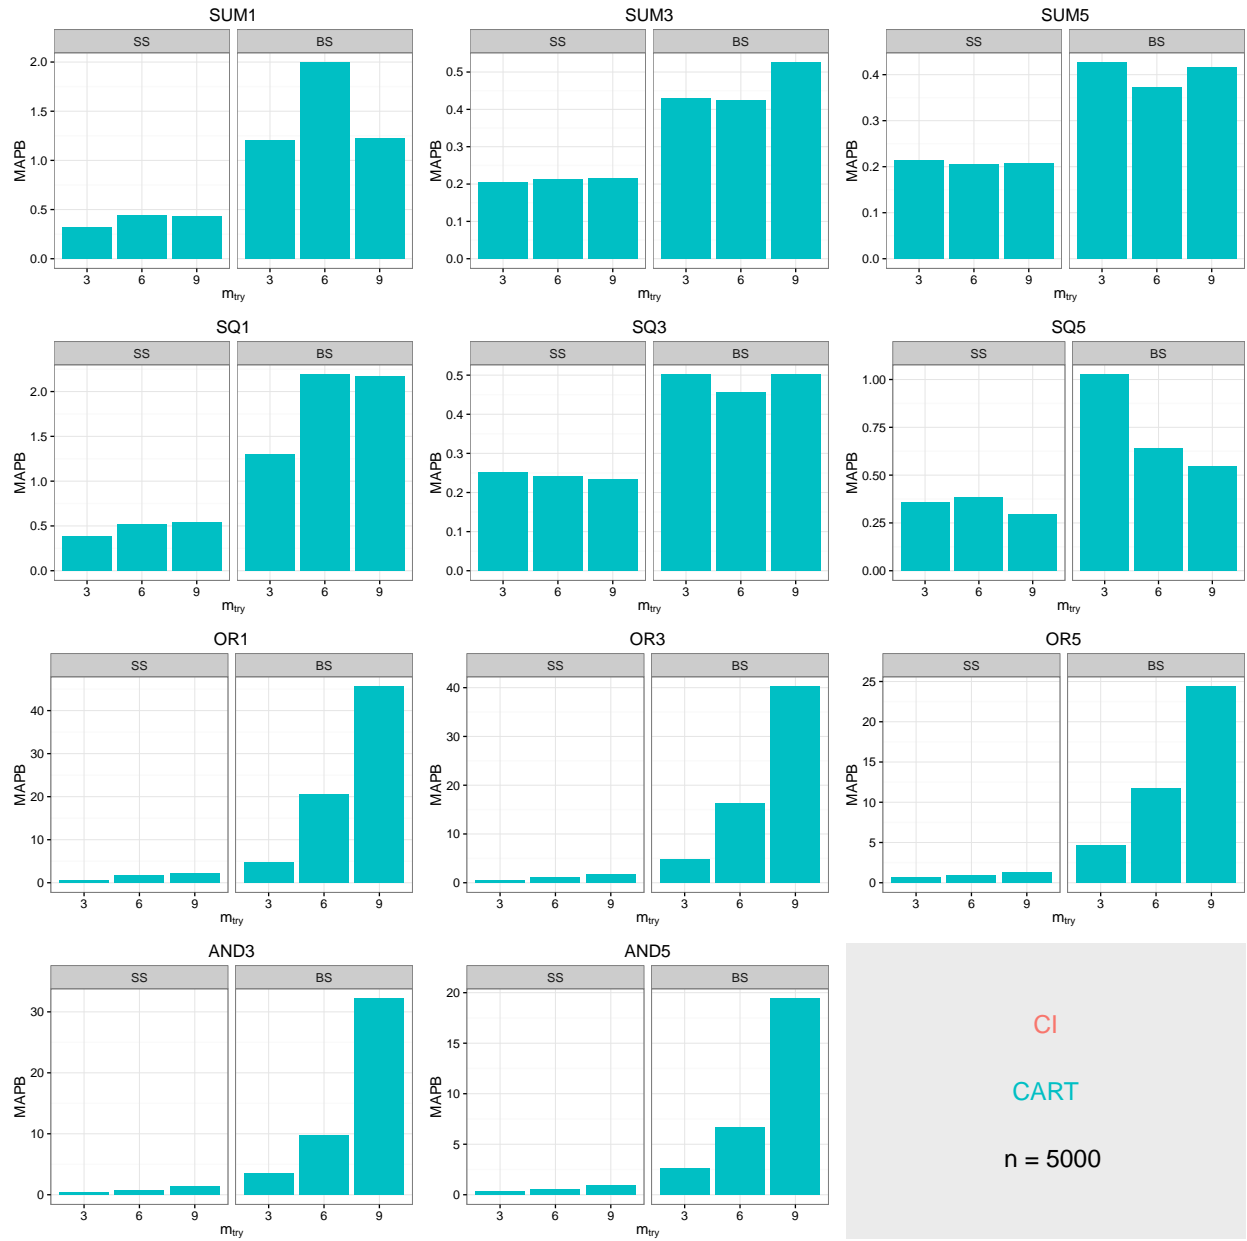 SUM1
SS BS
2.0
1.5
1.0
0.5
0.0
MAPB
3 6 9 3 6 9
mtry
SUM3
SS BS
0.5
0.4
0.3
0.2
0.1
0.0
MAPB
3 6 9 3 6 9
mtry
SUM5
SS BS
0.4
0.3
0.2
0.1
0.0
MAPB
3 6 9 3 6 9
mtry
SQ1
SS BS
2.0
1.5
1.0
0.5
0.0
MAPB
3 6 9 3 6 9
mtry
SQ3
SS BS
0.5
0.4
0.3
0.2
0.1
0.0
MAPB
3 6 9 3 6 9
mtry
SQ5
SS BS
1.00
0.75
0.50
0.25
0.00
MAPB
3 6 9 3 6 9
mtry
OR1
SS BS
40
30
20
10
0
MAPB
3 6 9 3 6 9
mtry
OR3
SS BS
40
30
20
10
0
MAPB
3 6 9 3 6 9
mtry
OR5
SS BS
25
20
15
10
5
0
MAPB
3 6 9 3 6 9
mtry
AND3
SS BS
30
20
10
0
MAPB
3 6 9 3 6 9
mtry
AND5
SS BS
20
15
10
5
0
MAPB
3 6 9 3 6 9
mtry
CI
CART
n = 5000